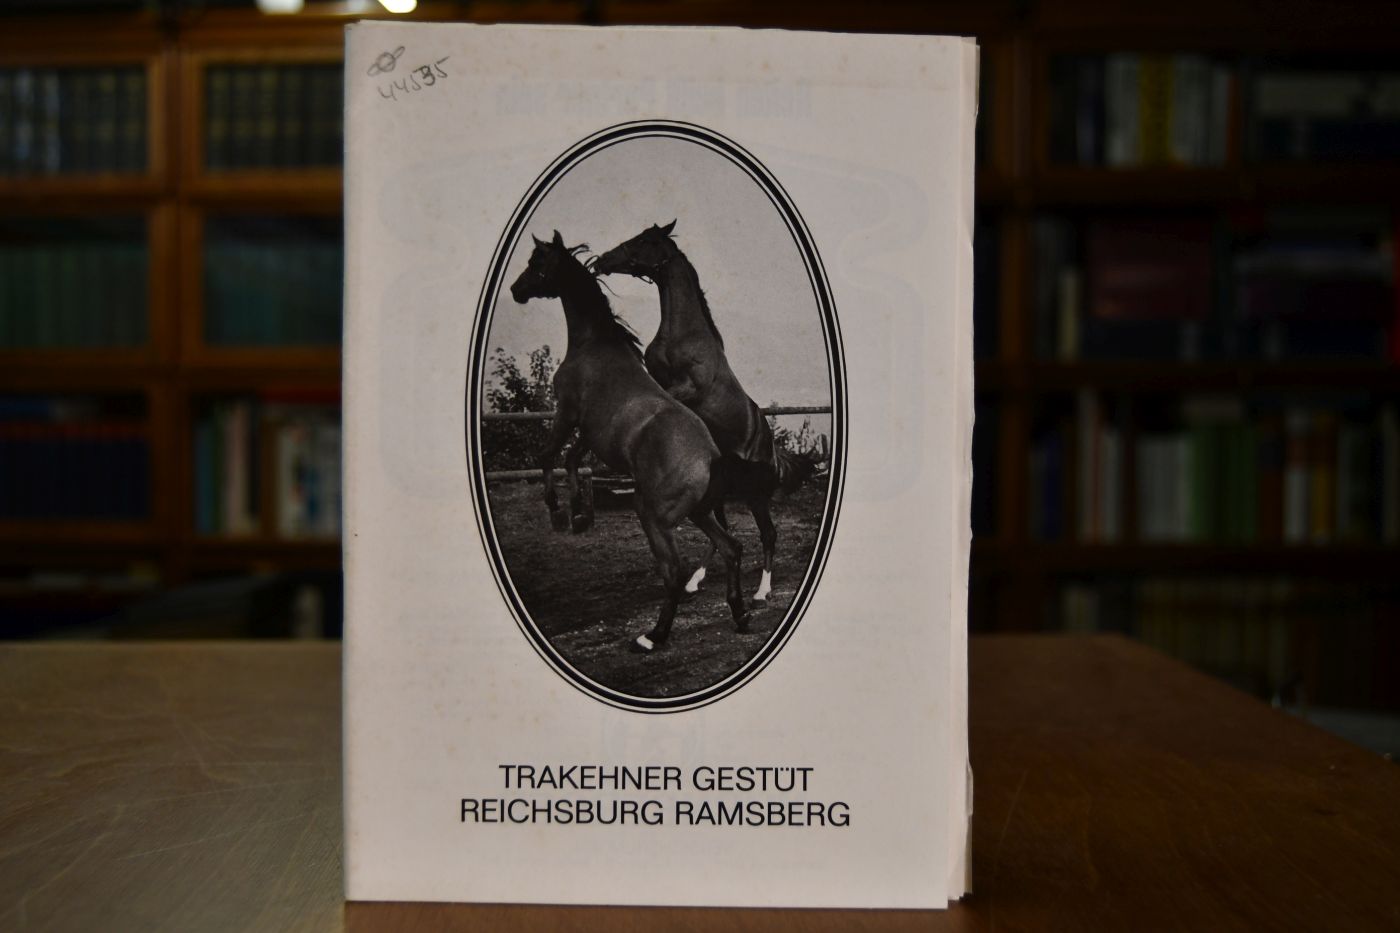 44535
TRAKEHNER GESTÜT
REICHSBURG RAMSBERG